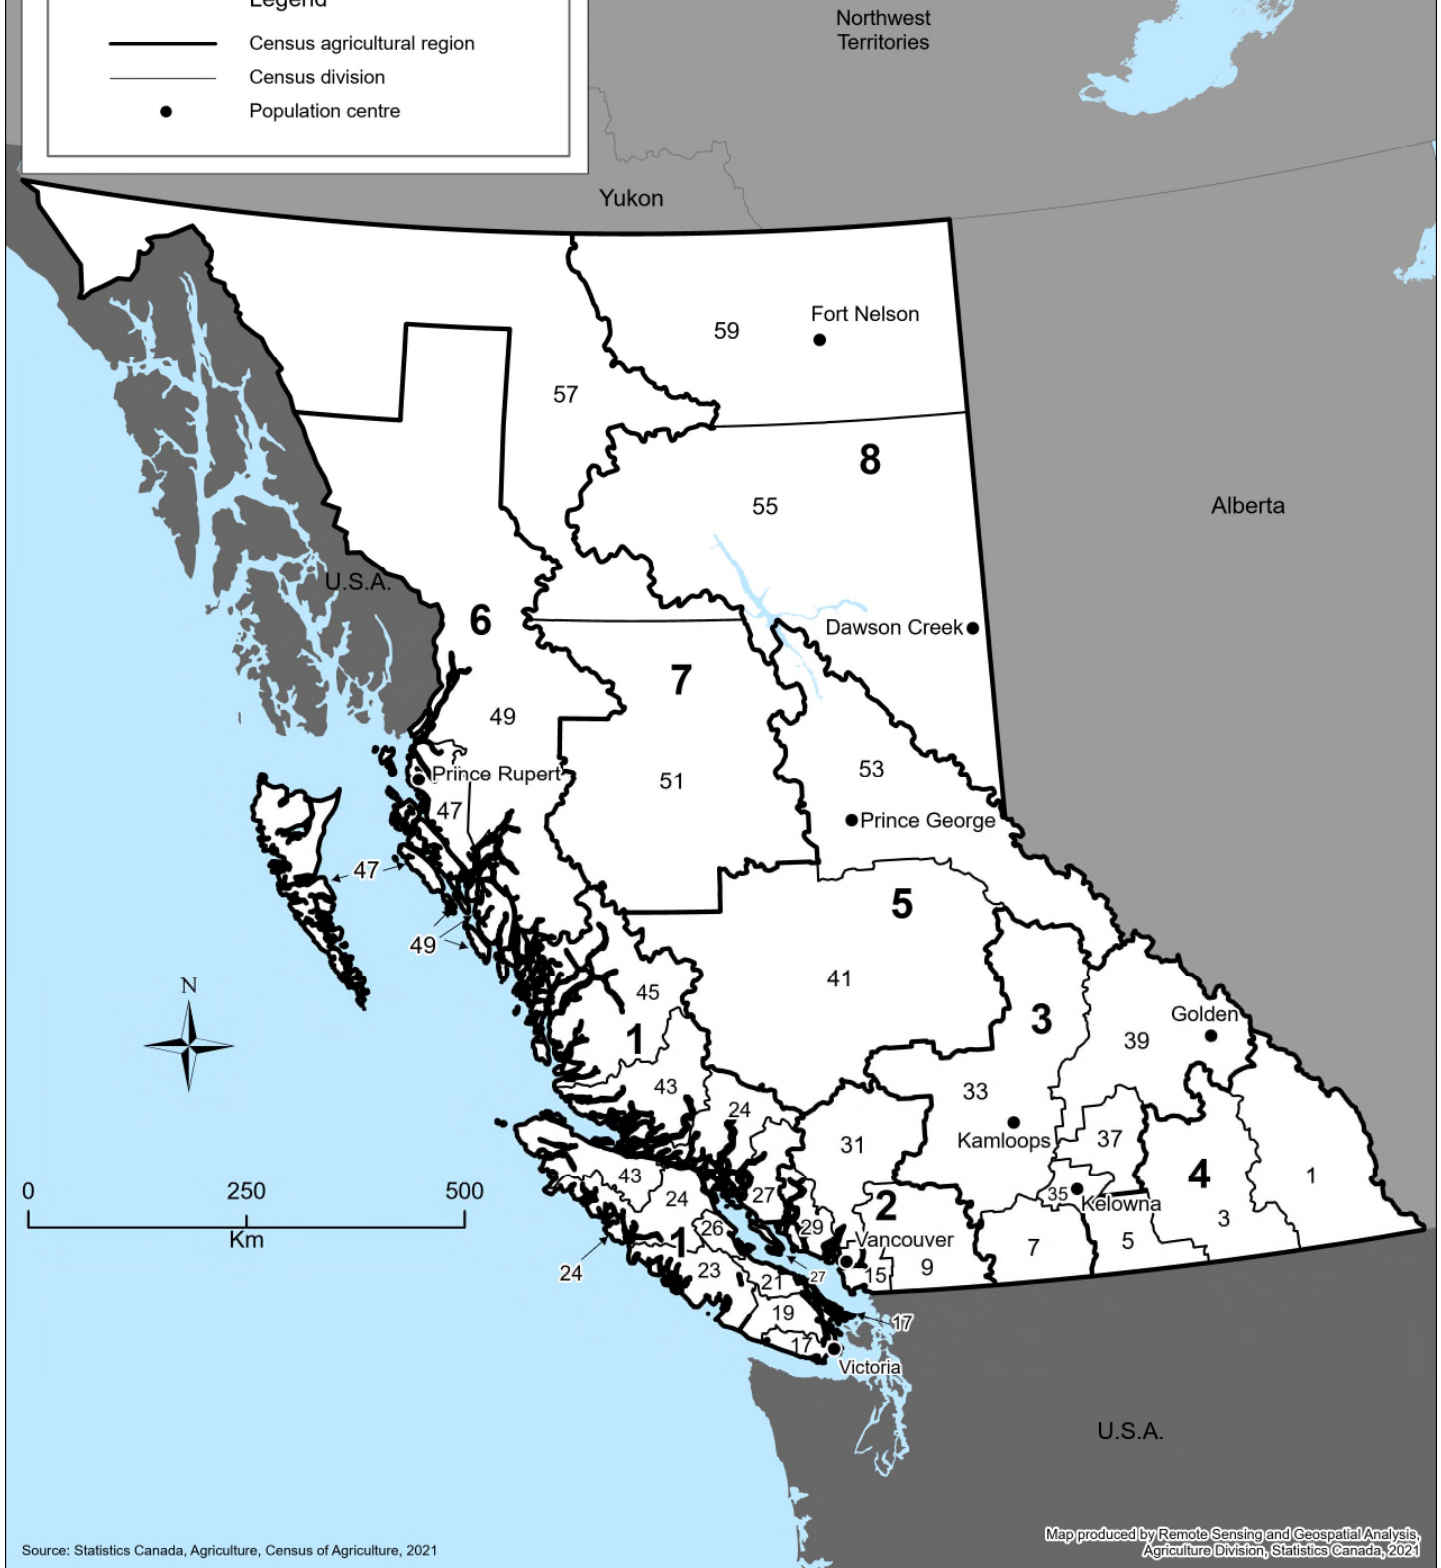 Legend
Northwest
Territories
Census agricultural region
Census division
Population centre
Yukon
Fort Nelson
59
57
8
55
Alberta
U.S.A.
6
Dawson Creek
7
49
53
Prince Rupert
51
47
Prince George
47
5
49
41
N
45
Golden
3
1
39
43
33
24
Kamloops
37
31
43
4
1
0
250
500
35
27
24
Kelowna
2
3
29
26
Vancouver
Km
1
7
5
24
23
9
15
27
21
19
17
17
Victoria
U.S.A.
Map produced by Remote Sensing and Geospatial Analysis,
Source: Statistics Canada, Agriculture, Census of Agriculture, 2021
Agriculture Division, Statistics Canada, 2021